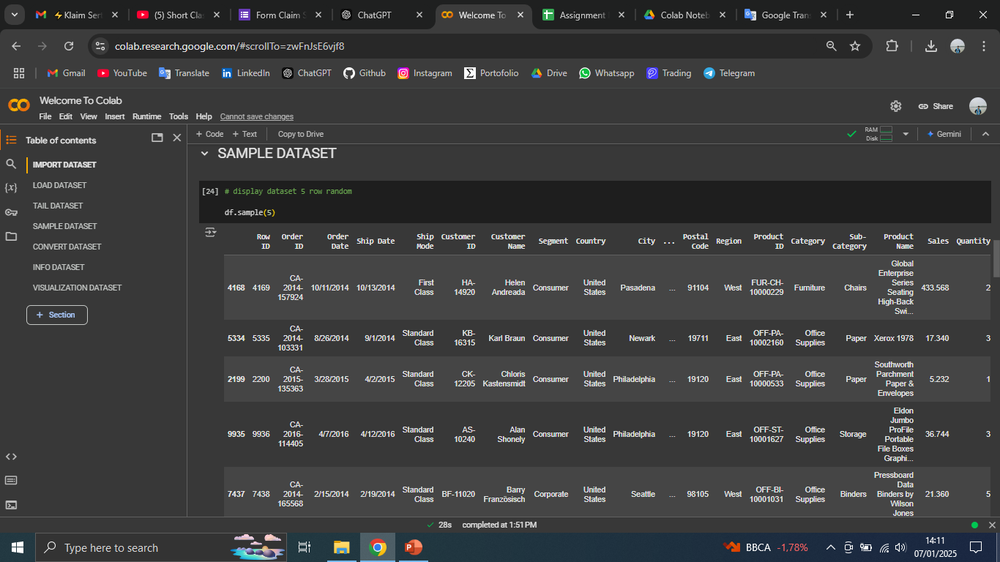 Klaim Sert
(5) Short Cla
Form Claim S
ChatGPT
Welcome To
Assignment
Colab Noteb
Google Tran
colab.research.google.com/#scrollTo=zwFnJsE6vjf8
Gmail YouTube Translate LinkedIn ChatGPT Github Instagram Portofolio Drive Whatsapp Trading Telegram
Welcome To Colab
File Edit View Insert Runtime Tools Help Cannot save changes
Share
Table of contents
+ Code + Text Copy to Drive
RAM
Disk
Gemini
IMPORT DATASET
LOAD DATASET
TAIL DATASET
SAMPLE DATASET
CONVERT DATASET
INFO DATASET
VISUALIZATION DATASET
+ Section
SAMPLE DATASET
[24] # display dataset 5 row random
df.sample(5)
Row ID Order ID Order Date Ship Date Ship Mode Customer ID Customer Name Segment Country City ... Postal Code Region Product ID Category Sub-Category Product Name Sales Quantity
4168 4169 CA-2014-157924 10/11/2014 10/13/2014 First Class HA-14920 Helen Andreada Consumer United States Pasadena ... 91104 West FUR-CH-10000229 Furniture Chairs Global Enterprise Series Seating High-Back Swi... 433.568 2
5334 5335 CA-2014-103331 8/26/2014 9/1/2014 Standard Class KB-16315 Karl Braun Consumer United States Newark ... 19711 East OFF-PA-10002160 Office Supplies Paper Xerox 1978 17.340 3
2199 2200 CA-2015-135363 3/28/2015 4/2/2015 Standard Class CK-12205 Chloris Kastensmidt Consumer United States Philadelphia ... 19120 East OFF-PA-10000533 Office Supplies Paper Southworth Parchment Paper & Envelopes 5.232 1
9935 9936 CA-2016-114405 4/7/2016 4/12/2016 Standard Class AS-10240 Alan Shonely Consumer United States Philadelphia ... 19120 East OFF-ST-10001627 Office Supplies Storage Eldon Jumbo ProFile Portable File Boxes Graphi... 36.744 3
7437 7438 CA-2014-165568 2/15/2014 2/19/2014 Standard Class BF-11020 Barry Französisch Corporate United States Seattle ... 98105 West OFF-BI-10001031 Office Supplies Binders Pressboard Data Binders by Wilson Jones 21.360 5
28s completed at 1:51 PM
Type here to search
BBCA -1,78%
14:11
07/01/2025